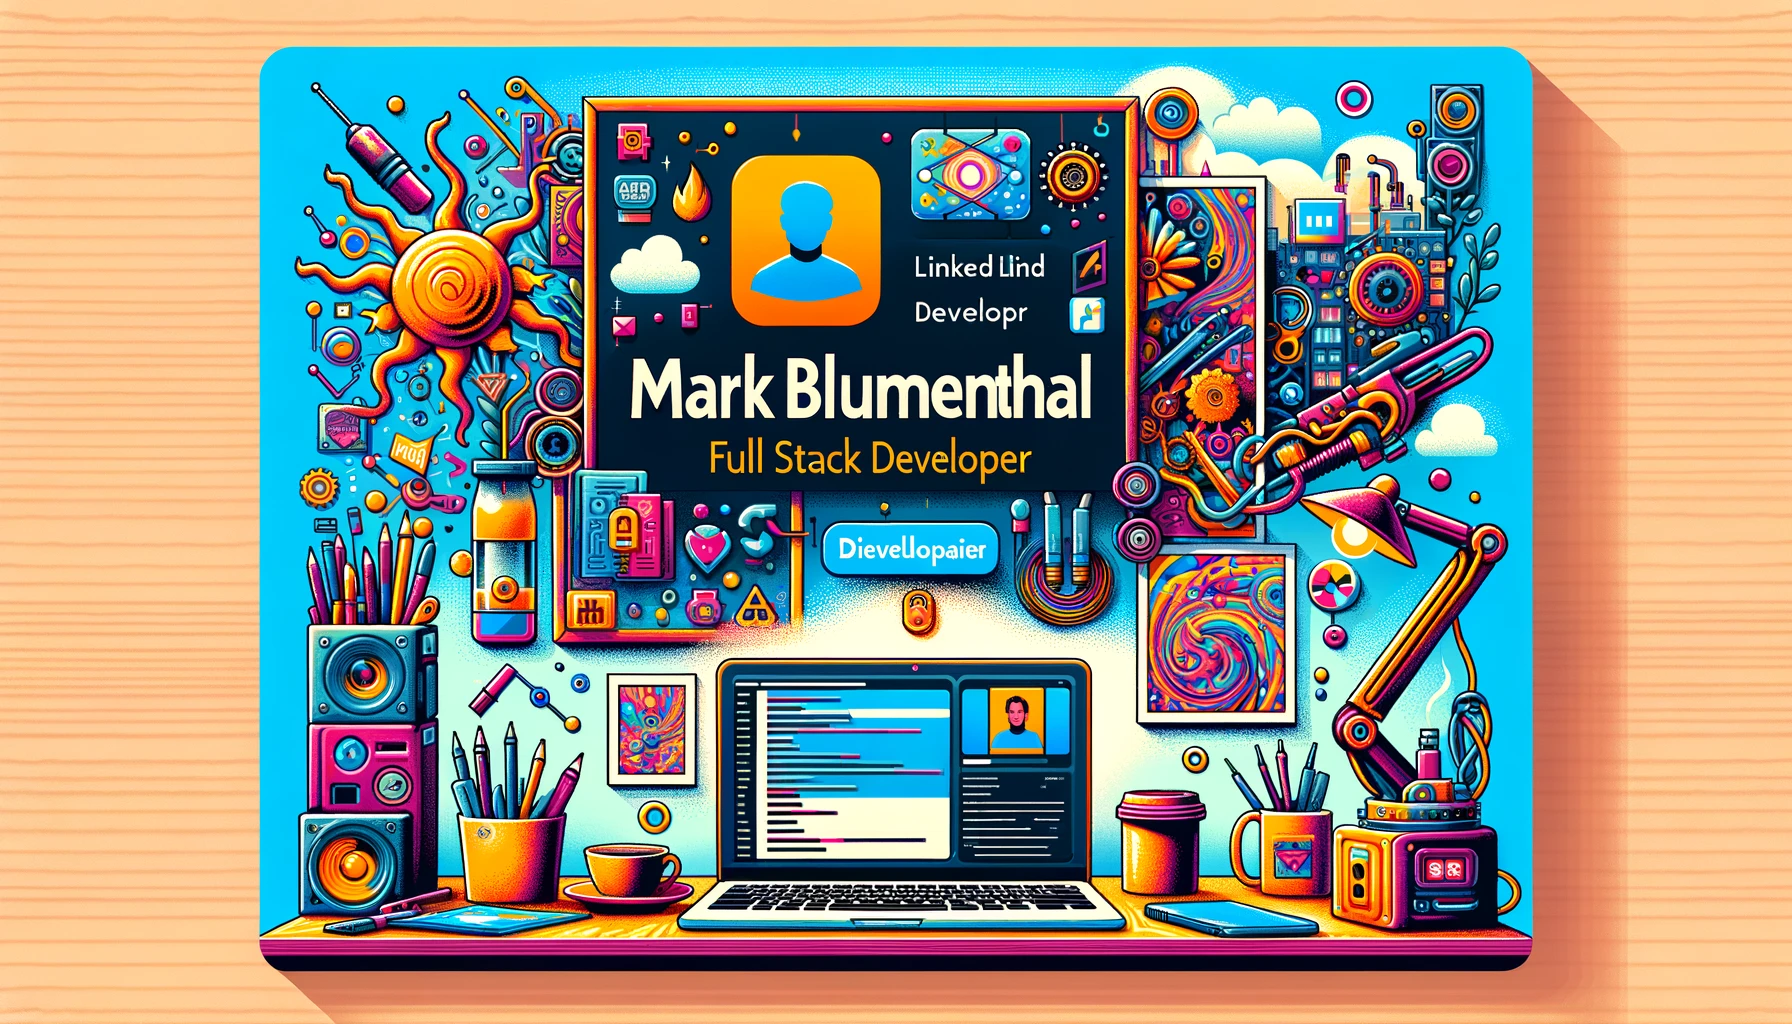 Linked Lind
Developr
Mark Blumenthal
Full Stack Developer
Dievellopaier